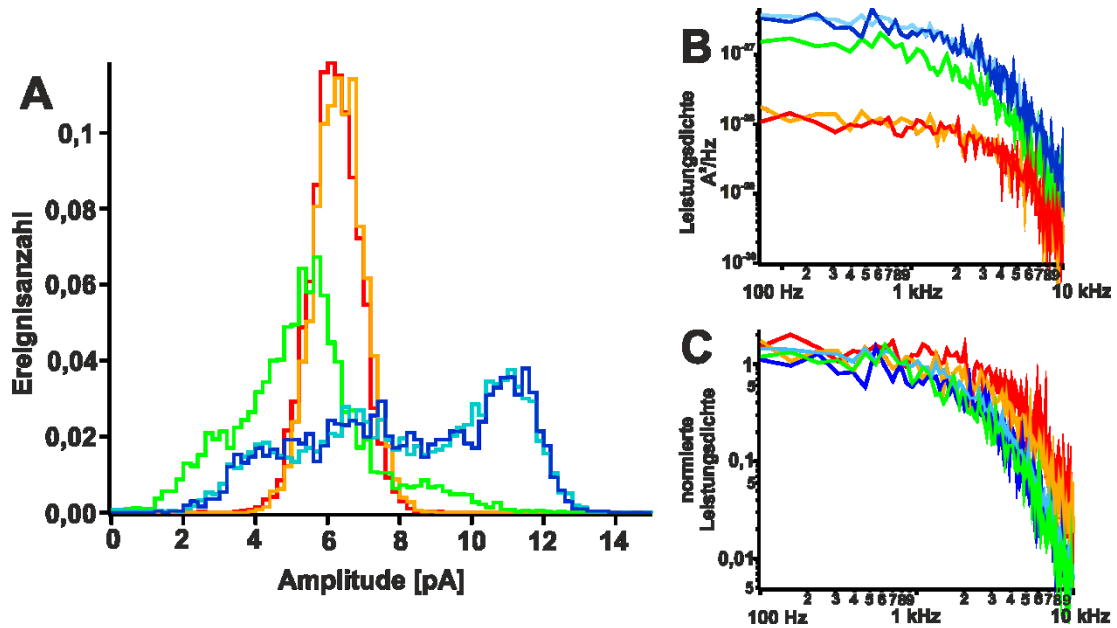 A
Ereignisanzahl
0,1
0,08
0,06
0,04
0,02
0,00
0 2 4 6 8 10 12 14
Amplitude [pA]
B
Leistungsdichte
A²/Hz
10⁻²⁷
2 3 4 5 6 7 8 9 2 3 4 5 6 7 8 9
100 Hz 1 kHz 10 kHz
C
normierte
Leistungsdichte
1
5
0,1
5
0,01
5
2 3 4 5 6 7 8 9 2 3 4 5 6 7 8 9
100 Hz 1 kHz 10 kHz